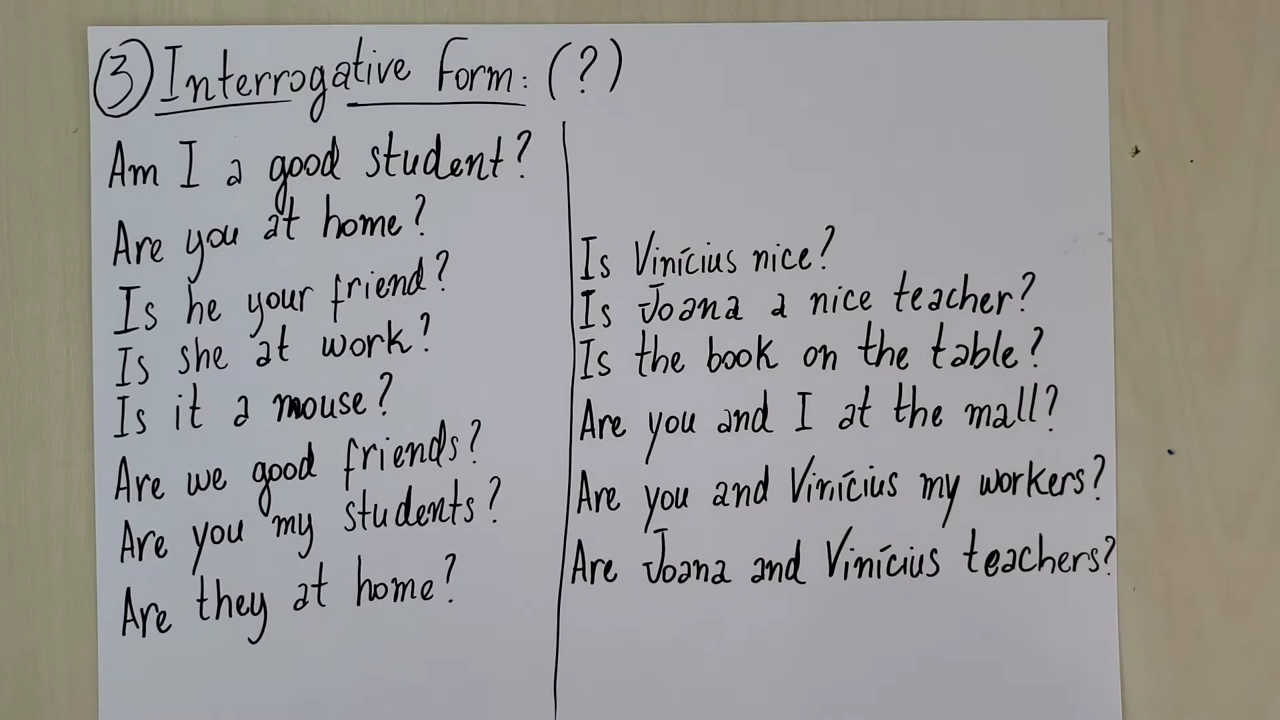 3 Interrogative Form: (?)
Am I a good student?
Are you at home?
Is he your friend?
Is she at work?
Is it a mouse?
Are we good friends?
Are you my students?
Are they at home?
Is Vinícius nice?
Is Joana a nice teacher?
Is the book on the table?
Are you and I at the mall?
Are you and Vinícius my workers?
Are Joana and Vinícius teachers?